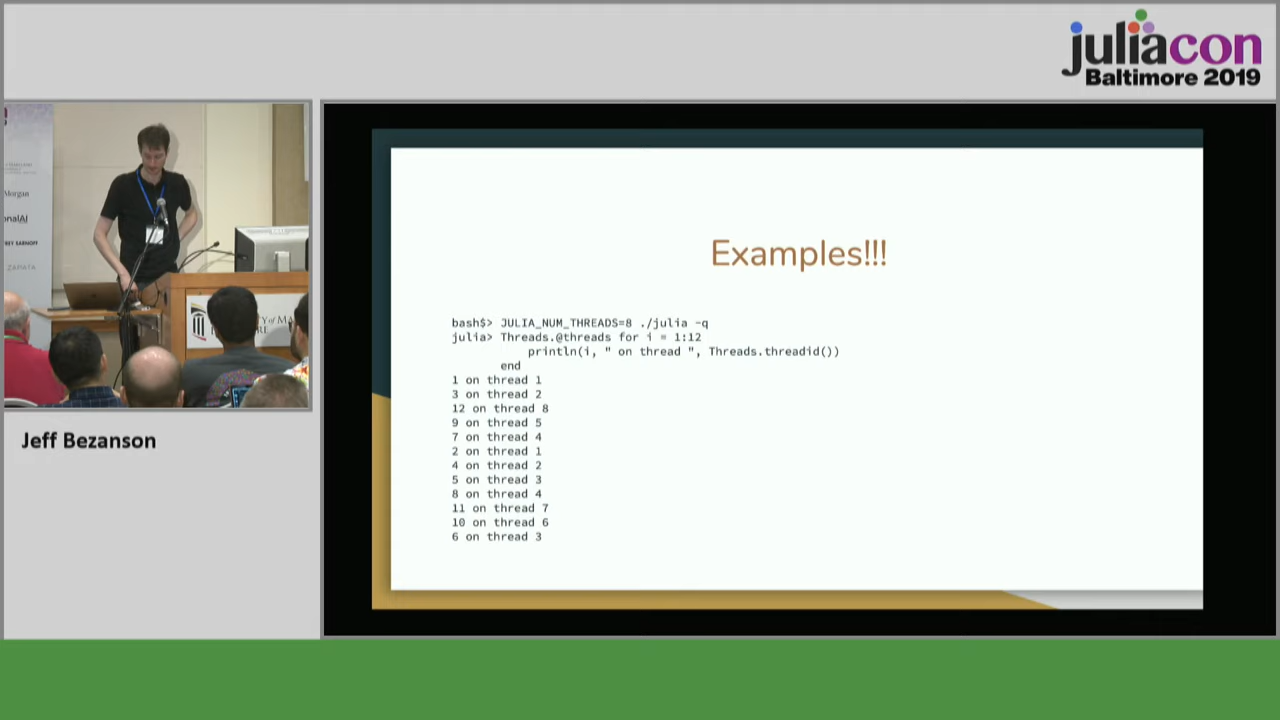 juliacon
Baltimore 2019
Morgan
ZAPATA
Jeff Bezanson
Examples!!!
bash$> JULIA_NUM_THREADS=8 ./julia -q
julia> Threads.@threads for i = 1:12
println(i, " on thread ", Threads.threadid())
end
1 on thread 1
3 on thread 2
12 on thread 8
9 on thread 5
7 on thread 4
2 on thread 1
4 on thread 2
5 on thread 3
8 on thread 4
11 on thread 7
10 on thread 6
6 on thread 3